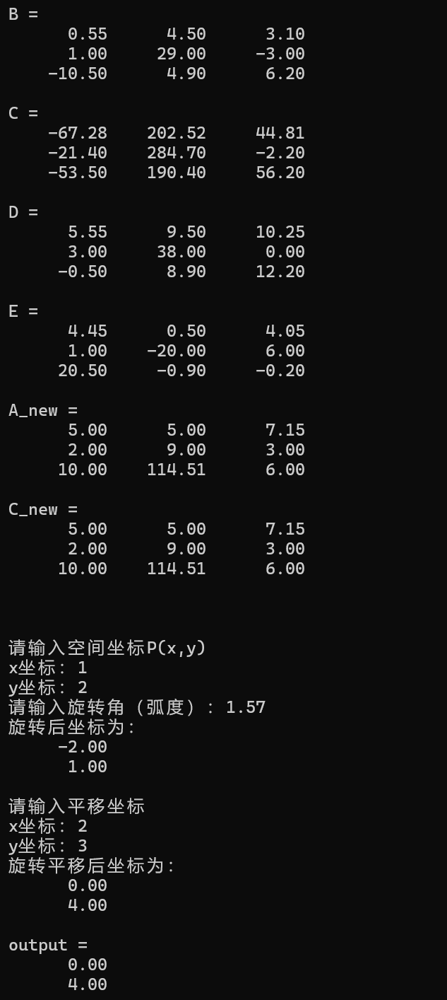 B =
0.55 4.50 3.10
1.00 29.00 -3.00
-10.50 4.90 6.20
C =
-67.28 202.52 44.81
-21.40 284.70 -2.20
-53.50 190.40 56.20
D =
5.55 9.50 10.25
3.00 38.00 0.00
-0.50 8.90 12.20
E =
4.45 0.50 4.05
1.00 -20.00 6.00
20.50 -0.90 -0.20
A_new =
5.00 5.00 7.15
2.00 9.00 3.00
10.00 114.51 6.00
C_new =
5.00 5.00 7.15
2.00 9.00 3.00
10.00 114.51 6.00
请输入空间坐标P(x,y)
x坐标: 1
y坐标: 2
请输入旋转角（弧度）: 1.57
旋转后坐标为:
-2.00
1.00
请输入平移坐标
x坐标: 2
y坐标: 3
旋转平移后坐标为:
0.00
4.00
output =
0.00
4.00